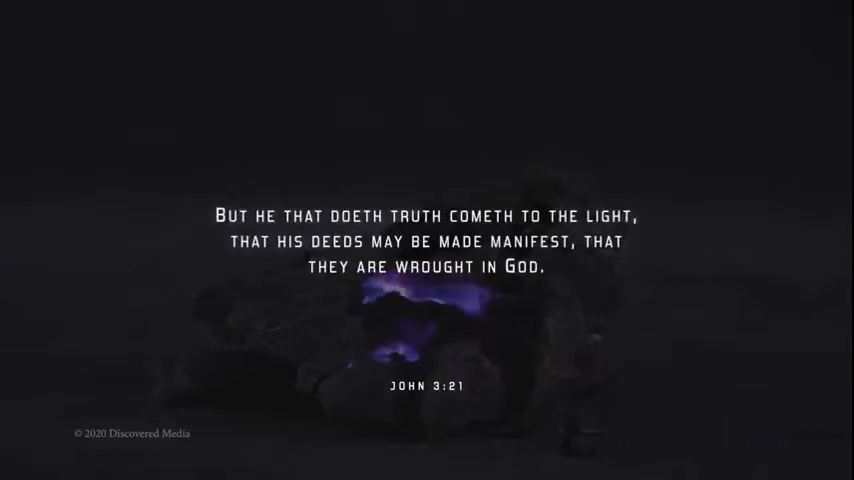 But he that doeth truth cometh to the light,
that his deeds may be made manifest, that
they are wrought in God.
John 3:21
© 2020 Discovered Media